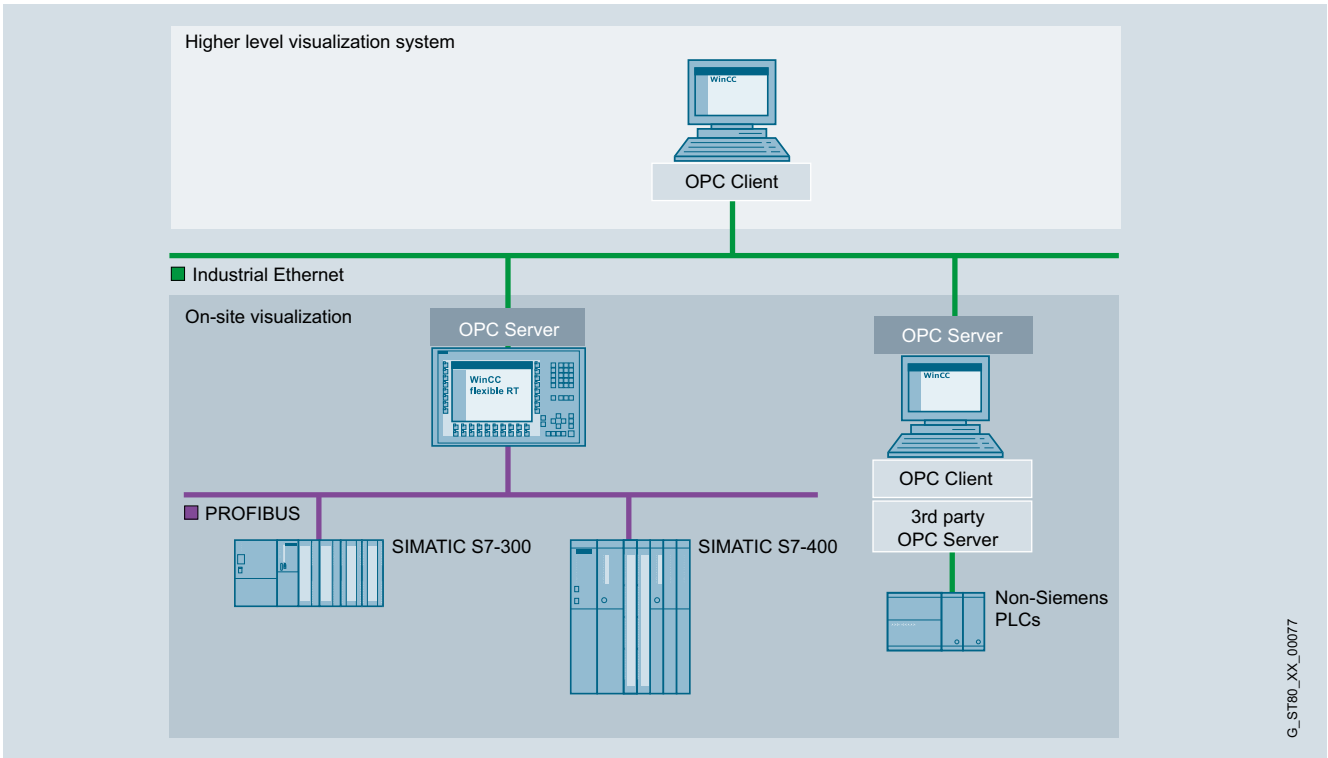 Higher level visualization system
WinCC
OPC Client
Industrial Ethernet
On-site visualization
OPC Server
WinCC
flexible RT
OPC Server
WinCC
OPC Client
3rd party
OPC Server
PROFIBUS
SIMATIC S7-300
SIMATIC S7-400
Non-Siemens
PLCs
G_ST80_XX_00077